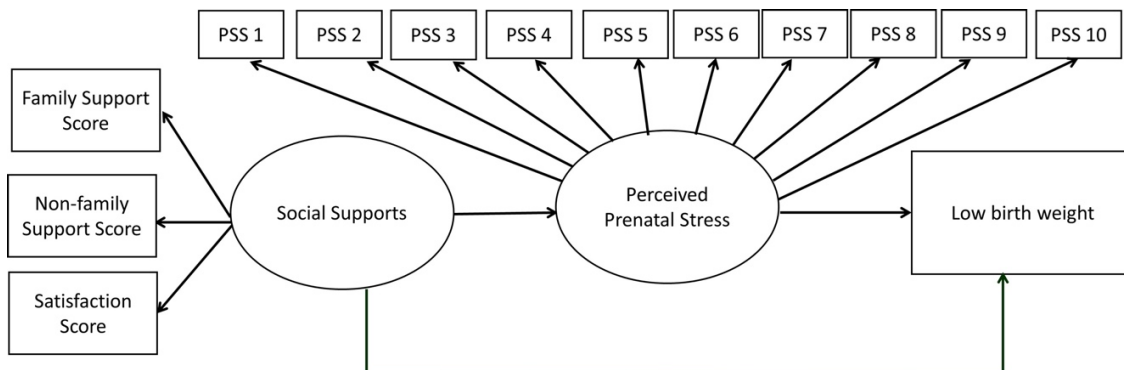 PSS 1
PSS 2
PSS 3
PSS 4
PSS 5
PSS 6
PSS 7
PSS 8
PSS 9
PSS 10
Family Support
Score
Non-family
Support Score
Satisfaction
Score
Social Supports
Perceived
Prenatal Stress
Low birth weight